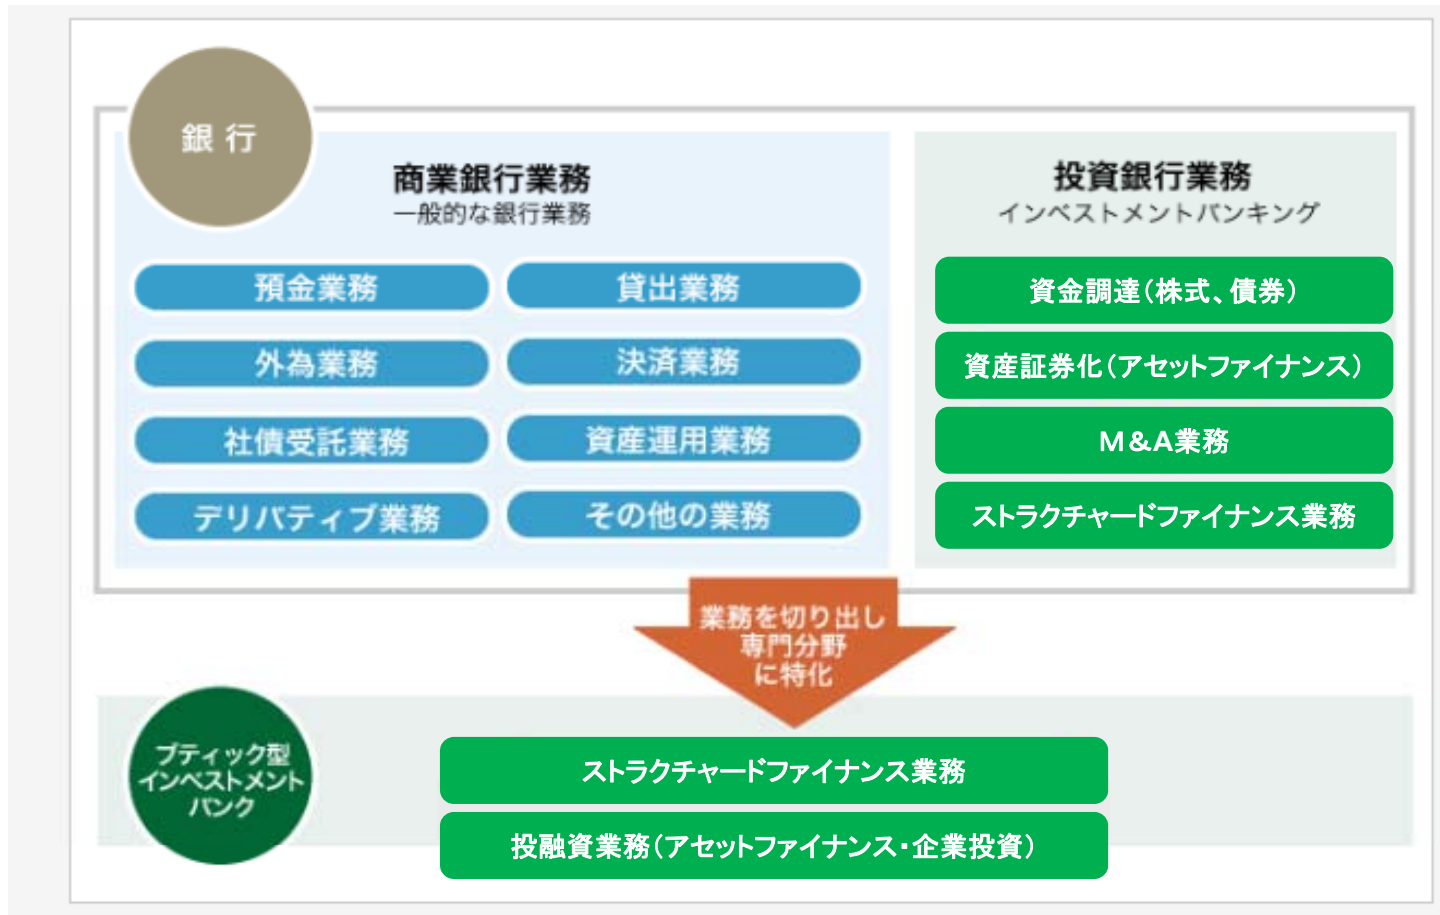 銀行
商業銀行業務
一般的な銀行業務
預金業務
貸出業務
外為業務
決済業務
社債受託業務
資産運用業務
デリバティブ業務
その他の業務
投資銀行業務
インベストメントバンキング
資金調達（株式、債券）
資産証券化（アセットファイナンス）
M&A業務
ストラクチャードファイナンス業務
業務を切り出し
専門分野
に特化
ブティック型
インベストメント
バンク
ストラクチャードファイナンス業務
投融資業務（アセットファイナンス・企業投資）